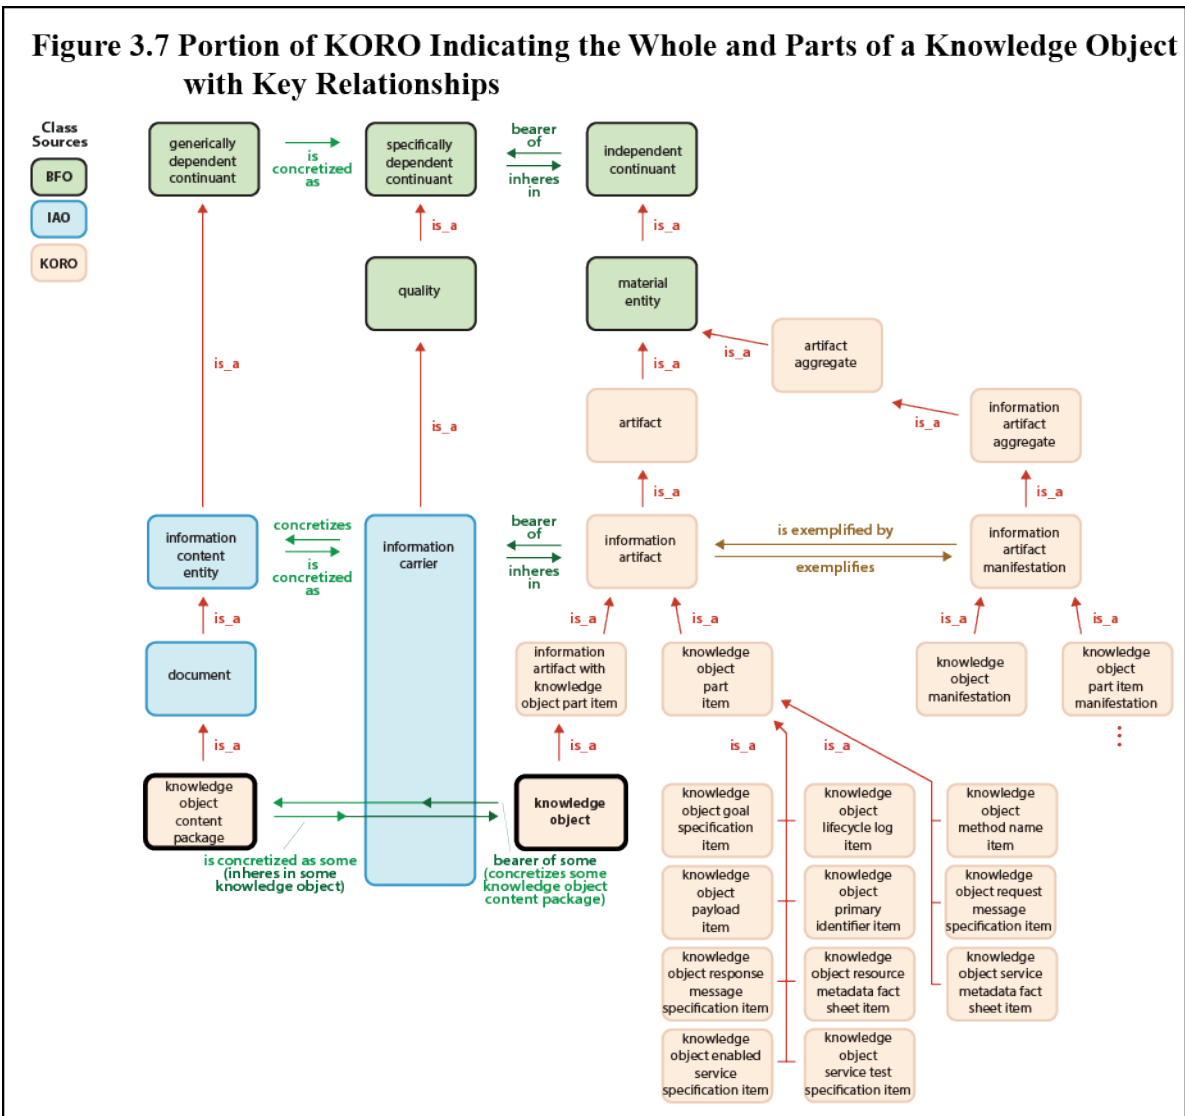 Figure 3.7 Portion of KORO Indicating the Whole and Parts of a Knowledge Object
with Key Relationships
Class
Sources
BFO
IAO
KORO
generically
dependent
continuant
is
concretized
as
specifically
dependent
continuant
bearer
of
inheres
in
independent
continuant
is_a
is_a
quality
material
entity
is_a
artifact
aggregate
is_a
is_a
is_a
artifact
is_a
information
artifact
aggregate
is_a
is_a
information
content
entity
concretizes
is
concretized
as
information
carrier
bearer
of
inheres
in
information
artifact
is exemplified by
exemplifies
information
artifact
manifestation
is_a
is_a
is_a
is_a
is_a
document
information
artifact with
knowledge
object part item
knowledge
object
part
item
knowledge
object
manifestation
knowledge
object
part item
manifestation
is_a
is_a
is_a
is_a
knowledge
object
content
package
knowledge
object
is concretized as some
(inheres in some
knowledge object)
bearer of some
(concretizes some
knowledge object
content package)
knowledge
object goal
specification
item
knowledge
object
lifecycle log
item
knowledge
object
method name
item
knowledge
object
payload
item
knowledge
object
primary
identifier item
knowledge
object request
message
specification item
knowledge
object response
message
specification item
knowledge
object resource
metadata fact
sheet item
knowledge
object service
metadata fact
sheet item
knowledge
object enabled
service
specification item
knowledge
object
service test
specification item